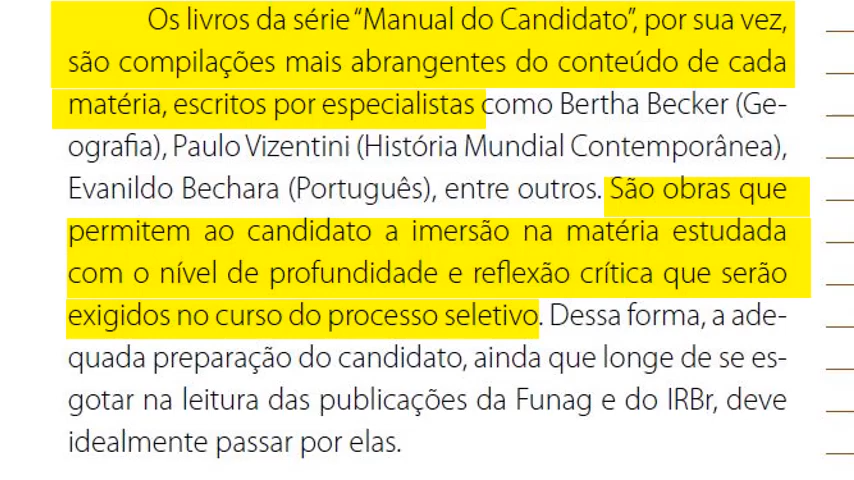 Os livros da série “Manual do Candidato”, por sua vez,
são compilações mais abrangentes do conteúdo de cada
matéria, escritos por especialistas como Bertha Becker (Ge-
ografia), Paulo Vizentini (História Mundial Contemporânea),
Evanildo Bechara (Português), entre outros. São obras que
permitem ao candidato a imersão na matéria estudada
com o nível de profundidade e reflexão crítica que serão
exigidos no curso do processo seletivo. Dessa forma, a ade-
quada preparação do candidato, ainda que longe de se es-
gotar na leitura das publicações da Funag e do IRBr, deve
idealmente passar por elas.